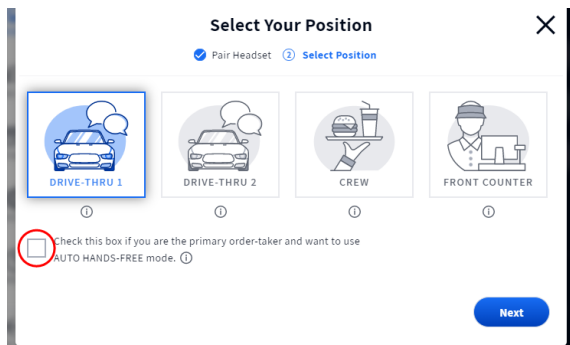 Select Your Position
Pair Headset 2 Select Position
DRIVE-THRU 1 DRIVE-THRU 2 CREW FRONT COUNTER
Check this box if you are the primary order-taker and want to use
AUTO HANDS-FREE mode.
Next